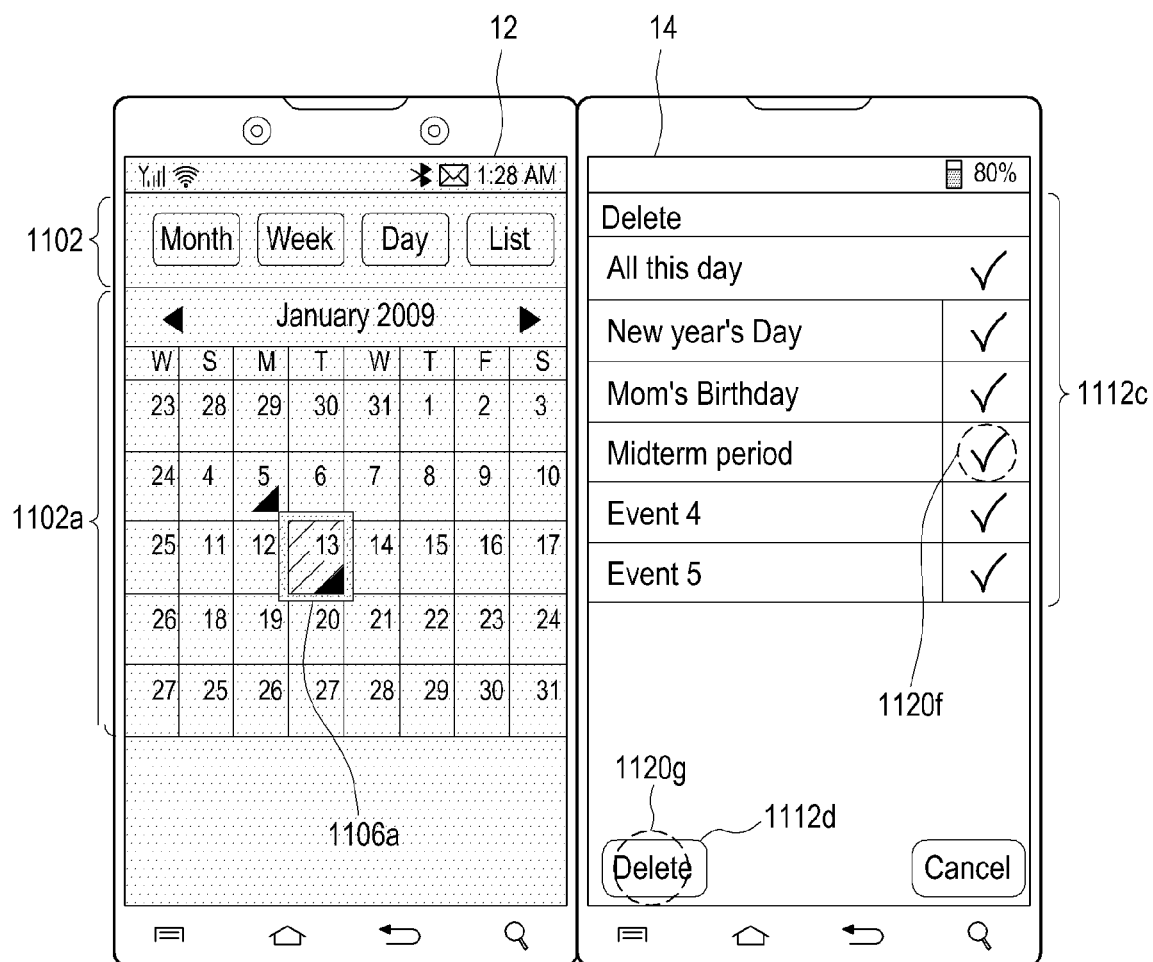 12
14
1:28 AM
80%
1102
Month Week Day List
1102a
January 2009
W S M T W T F S
23 28 29 30 31 1 2 3
24 4 5 6 7 8 9 10
25 11 12 13 14 15 16 17
26 18 19 20 21 22 23 24
27 25 26 27 28 29 30 31
1106a
Delete
All this day
New year's Day
Mom's Birthday
Midterm period
Event 4
Event 5
1112c
1120f
1120g
1112d
Delete Cancel